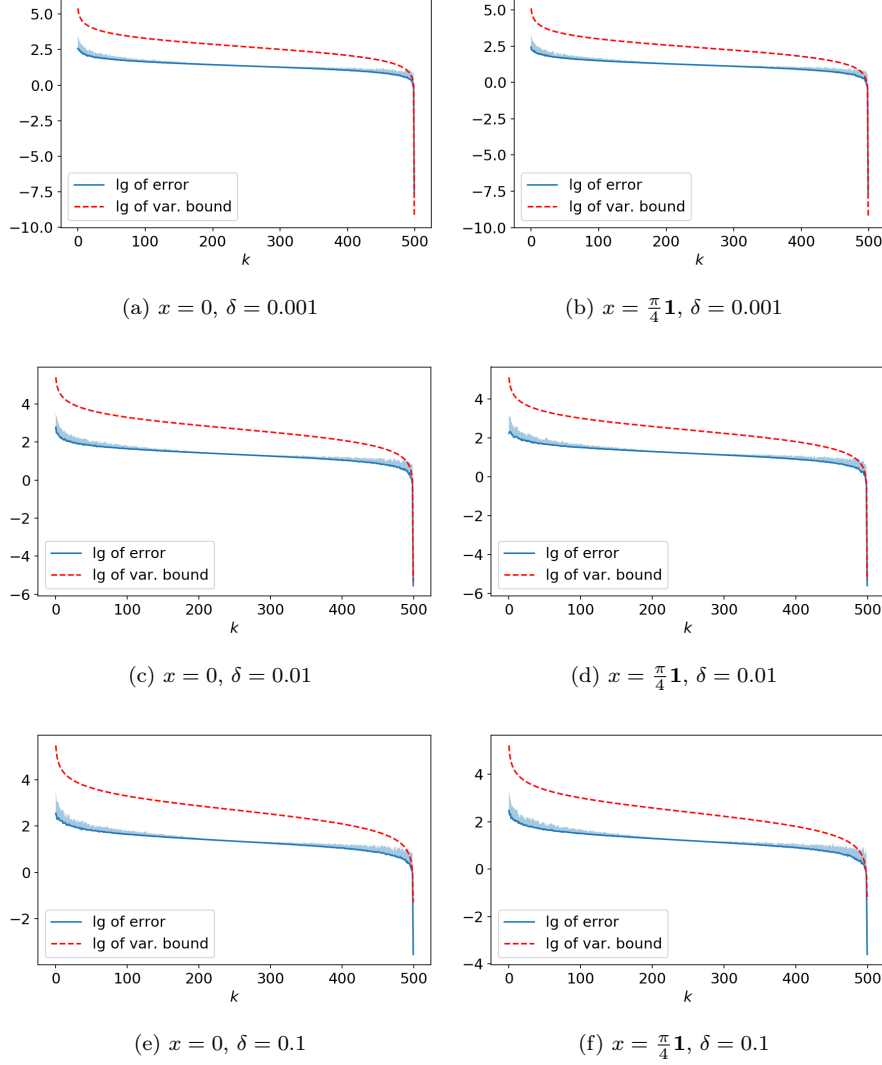 5.0
2.5
0.0
−2.5
−5.0
−7.5
−10.0
0 100 200 300 400 500
k
lg of error
lg of var. bound
(a) x = 0, δ = 0.001
5.0
2.5
0.0
−2.5
−5.0
−7.5
−10.0
0 100 200 300 400 500
k
lg of error
lg of var. bound
(b) x = π/4 1, δ = 0.001
4
2
0
−2
−4
−6
0 100 200 300 400 500
k
lg of error
lg of var. bound
(c) x = 0, δ = 0.01
4
2
0
−2
−4
−6
0 100 200 300 400 500
k
lg of error
lg of var. bound
(d) x = π/4 1, δ = 0.01
4
2
0
−2
0 100 200 300 400 500
k
lg of error
lg of var. bound
(e) x = 0, δ = 0.1
4
2
0
−2
−4
0 100 200 300 400 500
k
lg of error
lg of var. bound
(f) x = π/4 1, δ = 0.1